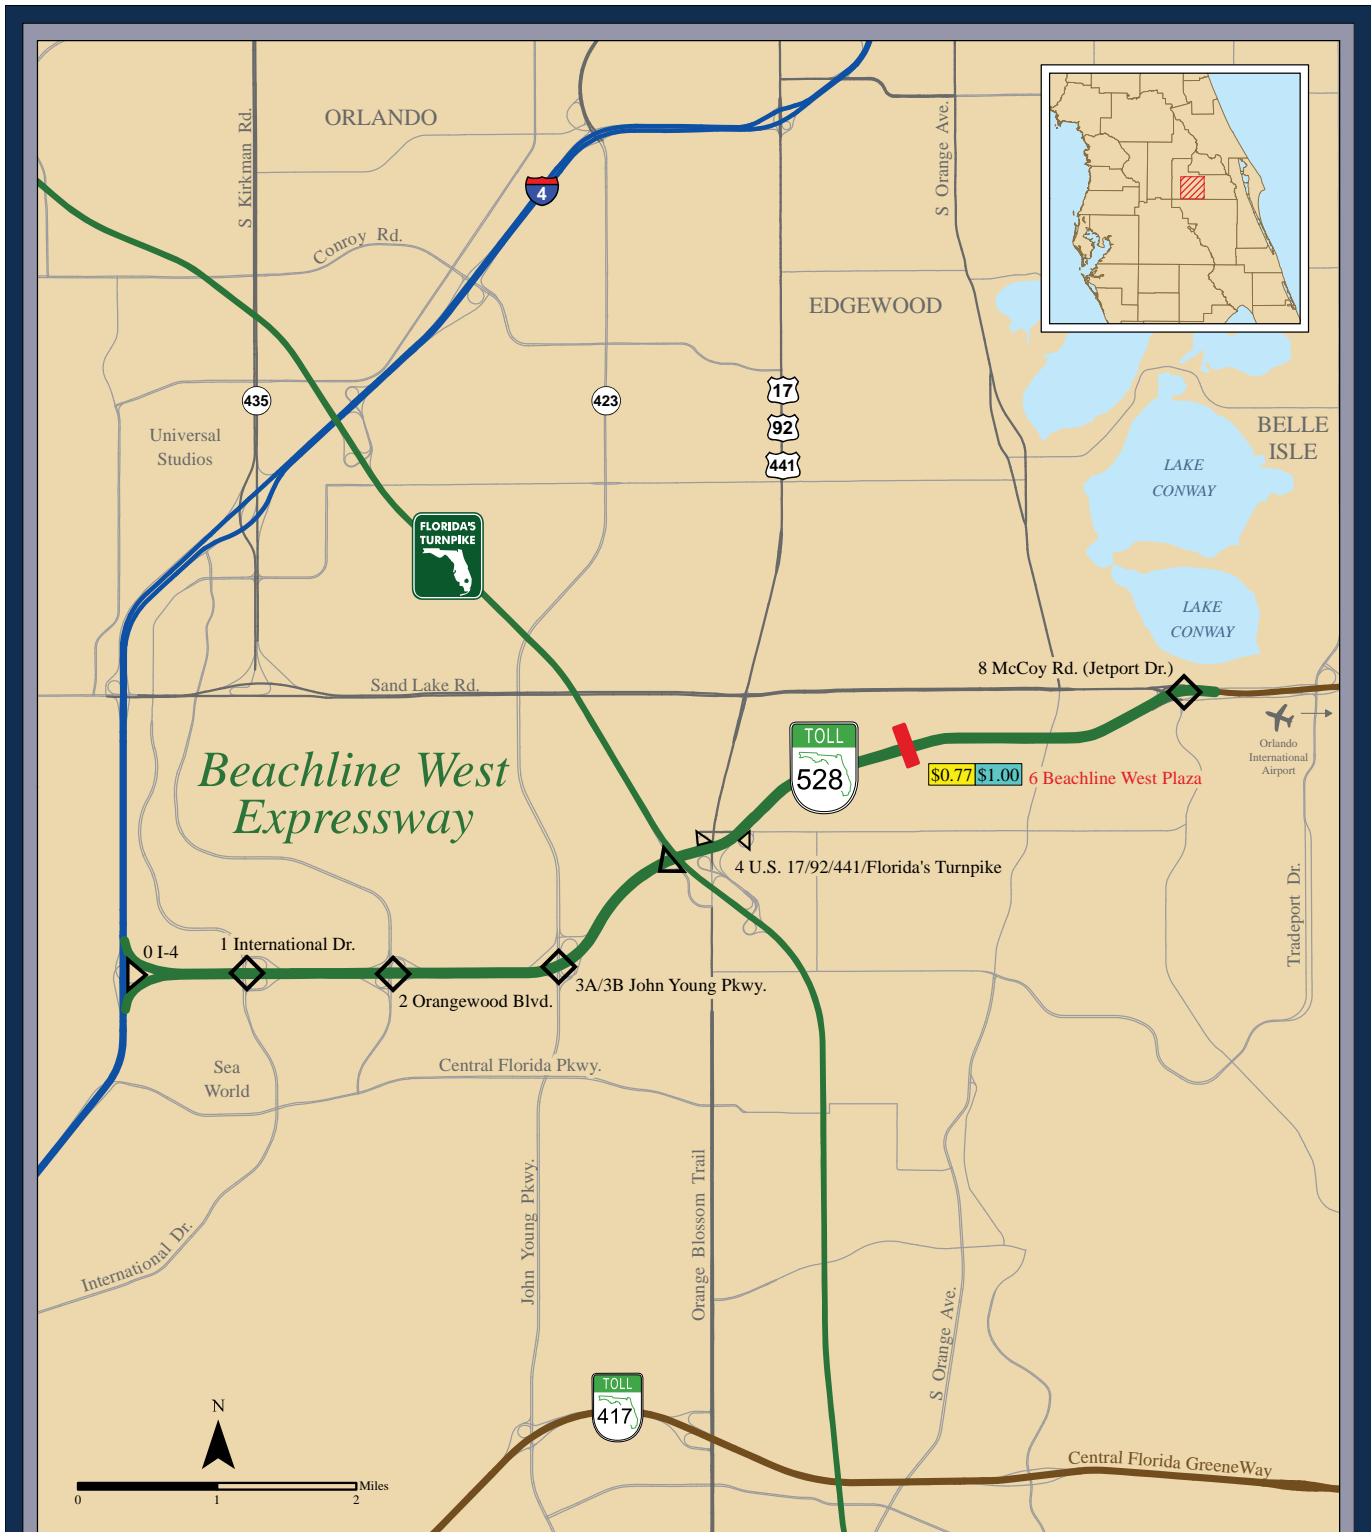 ORLANDO
S Kirkman Rd.
S Orange Ave.
4
Conroy Rd.
EDGEWOOD
17
435
423
92
441
BELLE
ISLE
Universal
Studios
LAKE
CONWAY
FLORIDA'S
TURNPIKE
LAKE
CONWAY
8 McCoy Rd. (Jetport Dr.)
Sand Lake Rd.
Orlando
International
Airport
TOLL
528
$0.77 $1.00 6 Beachline West Plaza
Beachline West
Expressway
4 U.S. 17/92/441/Florida's Turnpike
Tradeport Dr.
0 I-4
1 International Dr.
2 Orangewood Blvd.
3A/3B John Young Pkwy.
Sea
World
Central Florida Pkwy.
John Young Pkwy.
Orange Blossom Trail
International Dr.
S Orange Ave.
TOLL
417
N
Central Florida GreeneWay
Miles
0 1 2